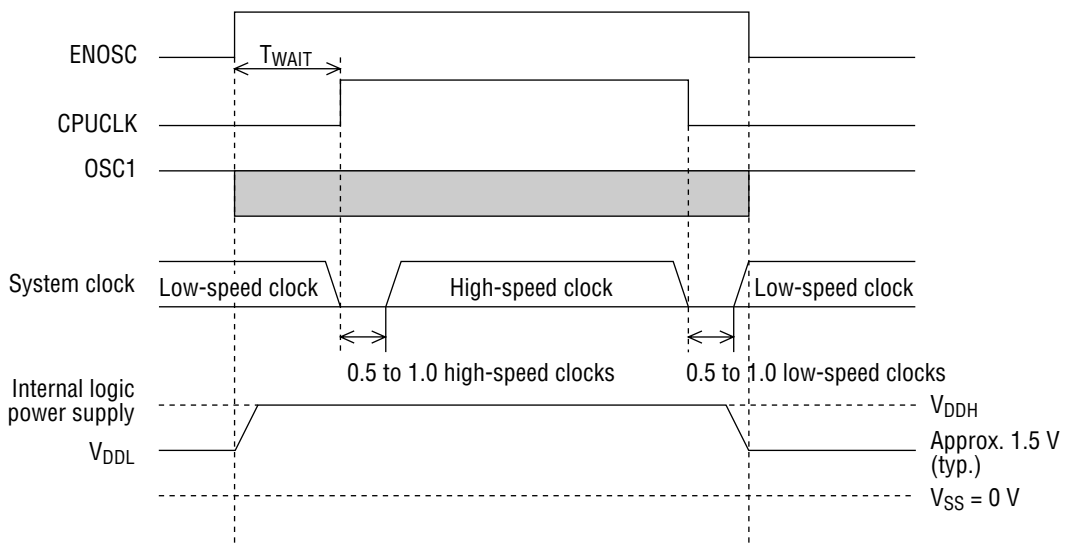 ENOSC
TWAIT
CPUCLK
OSC1
System clock
Low-speed clock
High-speed clock
Low-speed clock
0.5 to 1.0 high-speed clocks
0.5 to 1.0 low-speed clocks
Internal logic
power supply
VDDH
VDDL
Approx. 1.5 V
(typ.)
VSS = 0 V